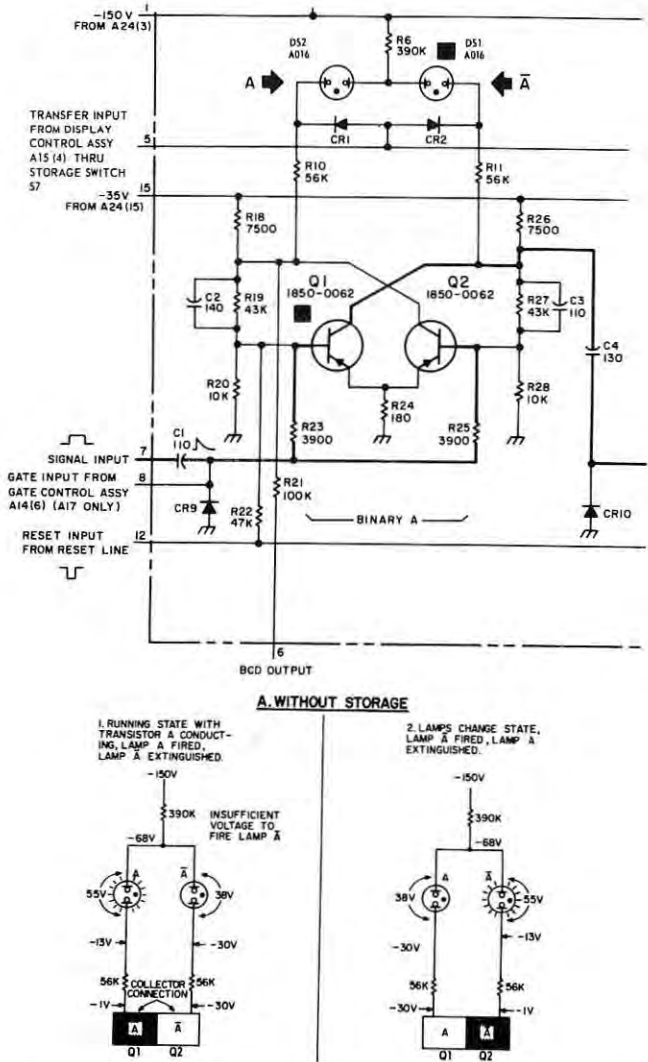 -150V 1
FROM A24(3)
R6
390K
DS2
A016
DS1
A016
A
Ā
TRANSFER INPUT
FROM DISPLAY
CONTROL ASSY
A15 (4) THRU
STORAGE SWITCH
S7
5
CR1
CR2
R10
56K
R11
56K
-35V 15
FROM A24(15)
R18
7500
R26
7500
Q1
1850-0062
Q2
1850-0062
C2
140
R19
43K
R27
43K
C3
110
C4
130
R20
10K
R24
180
R28
10K
C1
110
R23
3900
R25
3900
7
SIGNAL INPUT
8
GATE INPUT FROM
GATE CONTROL ASSY
A14(6) (A17 ONLY)
CR9
R22
47K
R21
100K
BINARY A
CR10
RESET INPUT 12
FROM RESET LINE
6
BCD OUTPUT
A. WITHOUT STORAGE
1. RUNNING STATE WITH
TRANSISTOR A CONDUCT-
ING, LAMP A FIRED,
LAMP Ā EXTINGUISHED.
-150V
390K
INSUFFICIENT
VOLTAGE TO
FIRE LAMP Ā
-68V
A
Ā
55V
38V
-13V
-30V
56K
56K
COLLECTOR
CONNECTION
-1V
-30V
A
Ā
Q1
Q2
2. LAMPS CHANGE STATE,
LAMP Ā FIRED, LAMP A
EXTINGUISHED.
-150V
390K
-68V
A
Ā
38V
55V
-30V
-13V
56K
56K
-30V
-1V
A
Ā
Q1
Q2